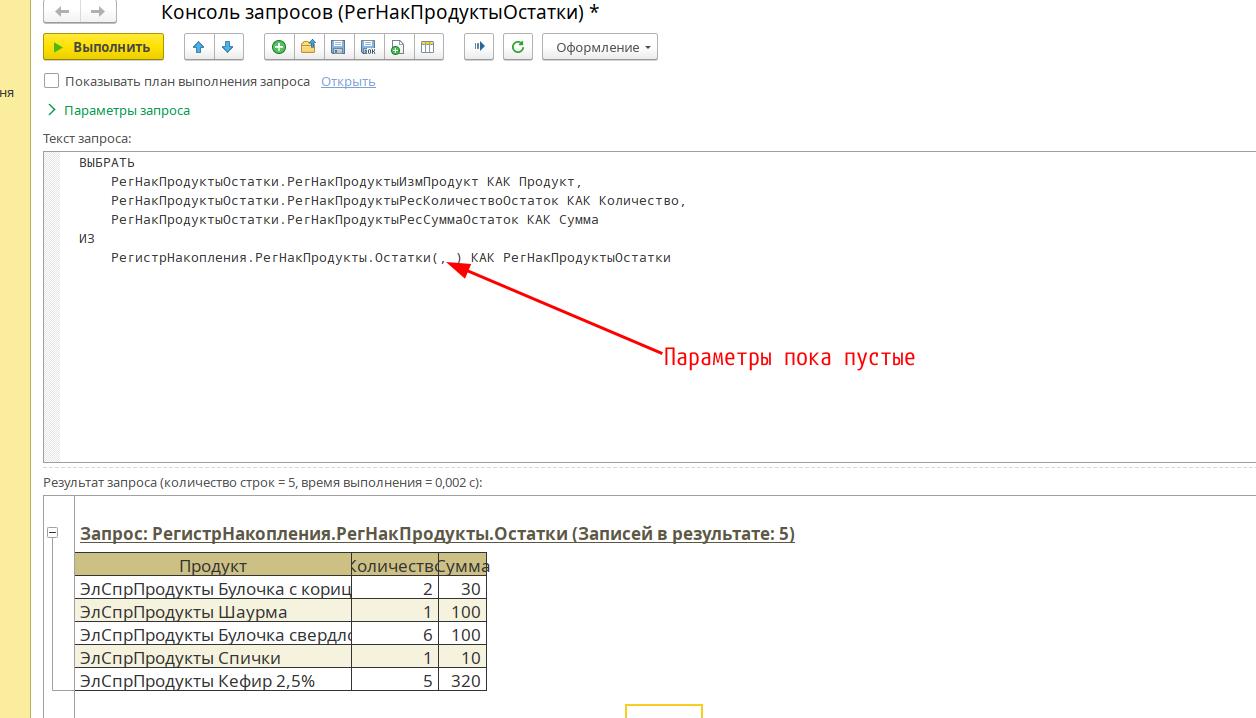 Консоль запросов (РегНакПродуктыОстатки) *
Выполнить
Оформление
Показывать план выполнения запроса Открыть
ня
Параметры запроса
Текст запроса:
ВЫБРАТЬ
РегНакПродуктыОстатки.РегНакПродуктыИзмПродукт КАК Продукт,
РегНакПродуктыОстатки.РегНакПродуктыРесКоличествоОстаток КАК Количество,
РегНакПродуктыОстатки.РегНакПродуктыРесСуммаОстаток КАК Сумма
ИЗ
РегистрНакопления.РегНакПродукты.Остатки(, ) КАК РегНакПродуктыОстатки
Параметры пока пустые
Результат запроса (количество строк = 5, время выполнения = 0,002 с):
Запрос: РегистрНакопления.РегНакПродукты.Остатки (Записей в результате: 5)
Продукт Количество Сумма
ЭлСпрПродукты Булочка с кориц 2 30
ЭлСпрПродукты Шаурма 1 100
ЭлСпрПродукты Булочка свердло 6 100
ЭлСпрПродукты Спички 1 10
ЭлСпрПродукты Кефир 2,5% 5 320